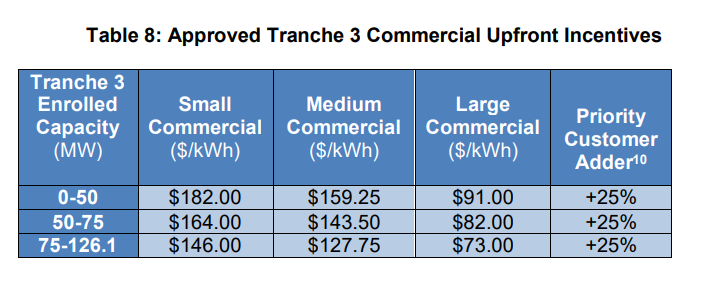 Table 8: Approved Tranche 3 Commercial Upfront Incentives
Tranche 3 Enrolled Capacity (MW) Small Commercial ($/kWh) Medium Commercial ($/kWh) Large Commercial ($/kWh) Priority Customer Adder10
0-50 $182.00 $159.25 $91.00 +25%
50-75 $164.00 $143.50 $82.00 +25%
75-126.1 $146.00 $127.75 $73.00 +25%